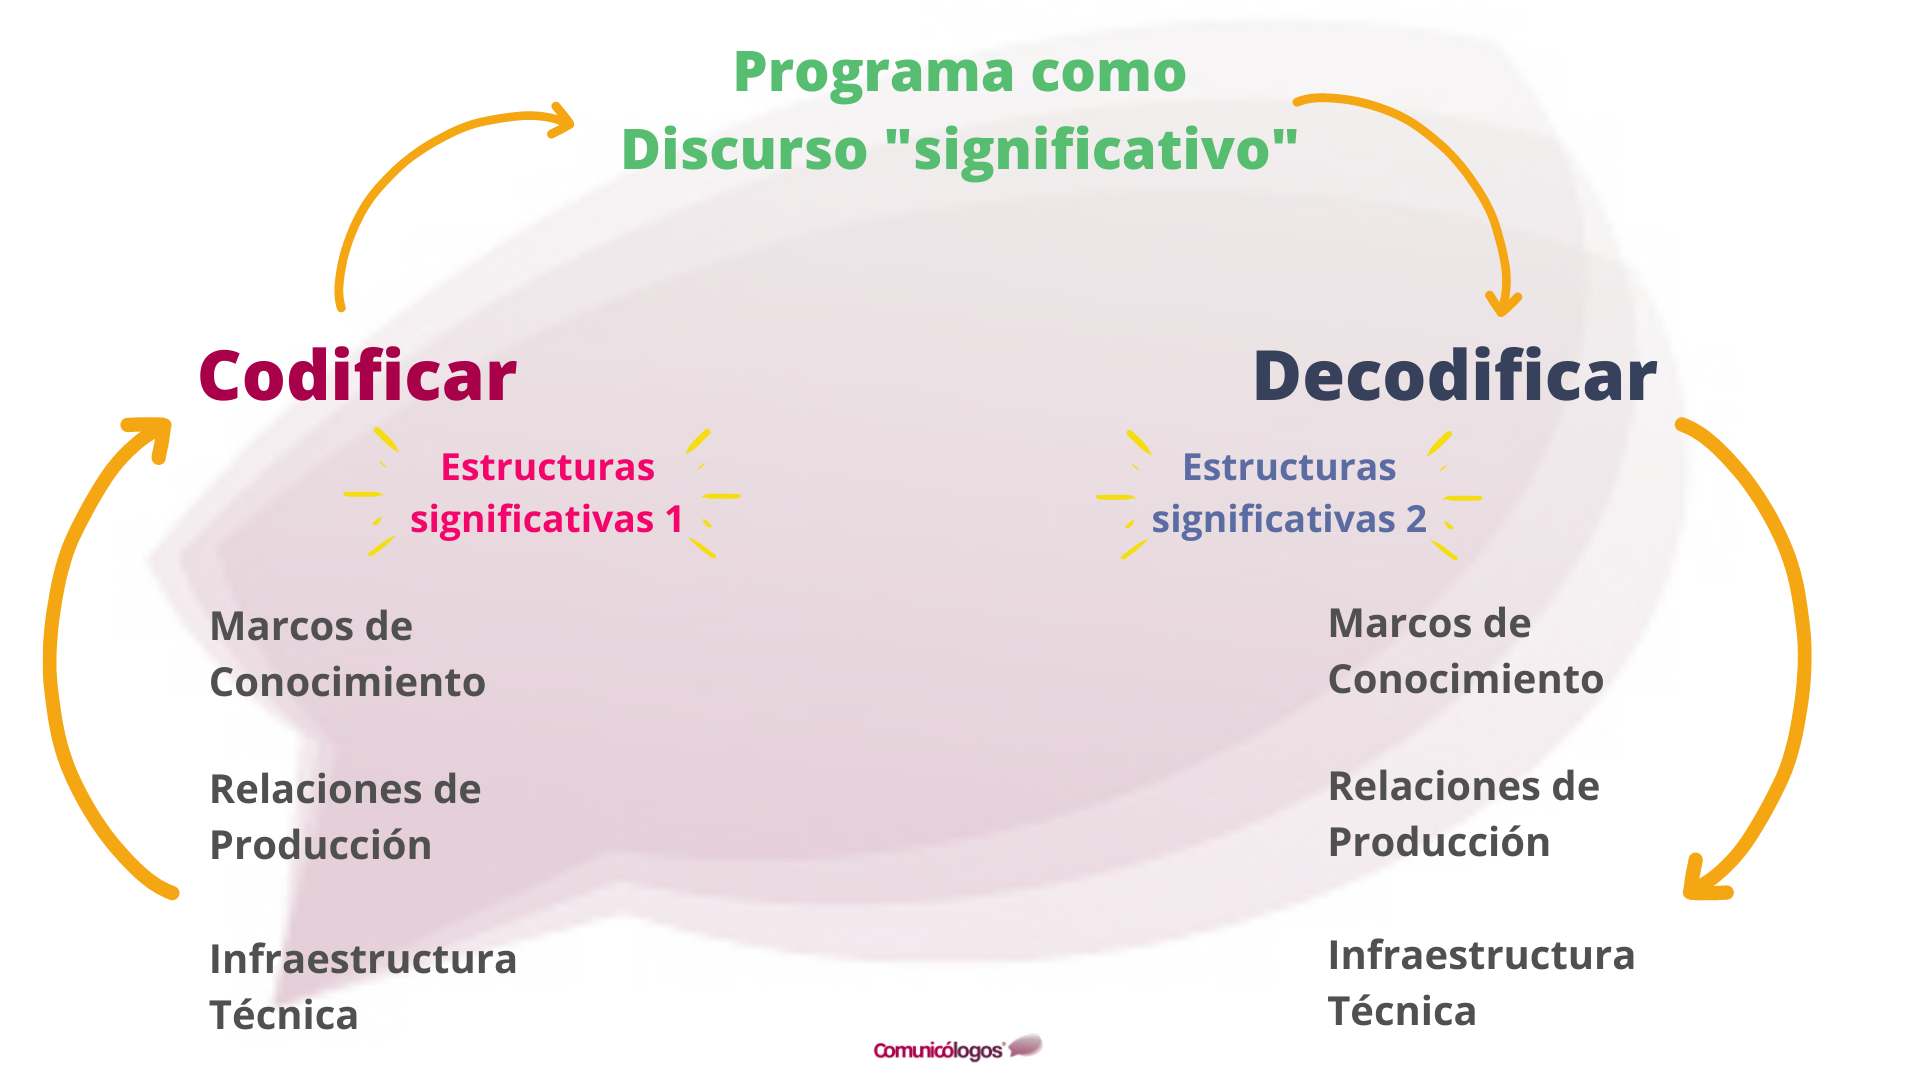 Programa como
Discurso "significativo"
Codificar
Decodificar
Estructuras
significativas 1
Estructuras
significativas 2
Marcos de
Conocimiento
Marcos de
Conocimiento
Relaciones de
Producción
Relaciones de
Producción
Infraestructura
Técnica
Infraestructura
Técnica
Comunicólogos®